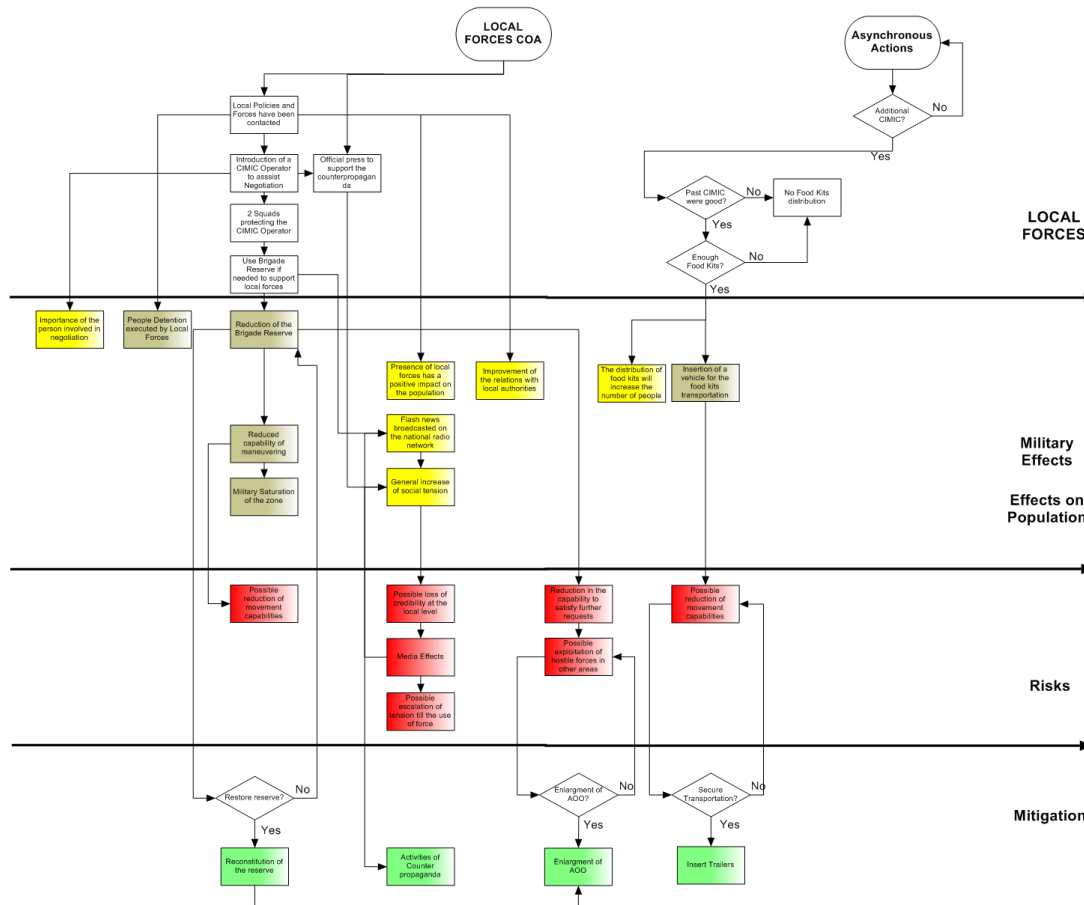 LOCAL
FORCES COA
Asynchronous
Actions
Local Policies and
Forces have been
contacted
Additional
CIMIC?
No
Yes
Introduction of a
CIMIC Operator
to asssist
Negotiation
Official press to
support the
counterpropagan
da
Past CIMIC
were good?
No
Yes
No Food Kits
distribution
2 Squads
protecting the
CIMIC Operator
LOCAL
FORCES
Use Brigade
Reserve if
needed to support
local forces
Enough
Food Kits?
No
Yes
Importance of the
person involved in
negotiation
People Detention
executed by Local
Forces
Reduction of the
Brigade Reserve
Presence of local
forces has a
positive impact on
the population
Improvement of
the relations with
local authorities
The distribution of
food kits will
increase the
number of people
Insertion of a
vehicle for the
food kits
transportation
Flash news
broadcasted on
the national radio
network
Reduced
capability of
maneuvering
Military
Effects
General increase
of social tension
Military Saturation
of the zone
Effects on
Population
Possible
reduction of
movement
capabilities
Possible loss of
credibility at the
local level
Reduction in the
capability to
satisfy further
requests
Possible
reduction of
movement
capabilities
Media Effects
Possible
exploitation of
hostile forces in
other areas
Risks
Possible
escalation of
tension till the use
of force
Restore reserve?
No
Yes
Enlargment of
AOO?
No
Yes
Secure
Transportation?
No
Yes
Mitigation
Reconstitution of
the reserve
Activities of
Counter
propaganda
Enlargment of
AOO
Insert Trailers